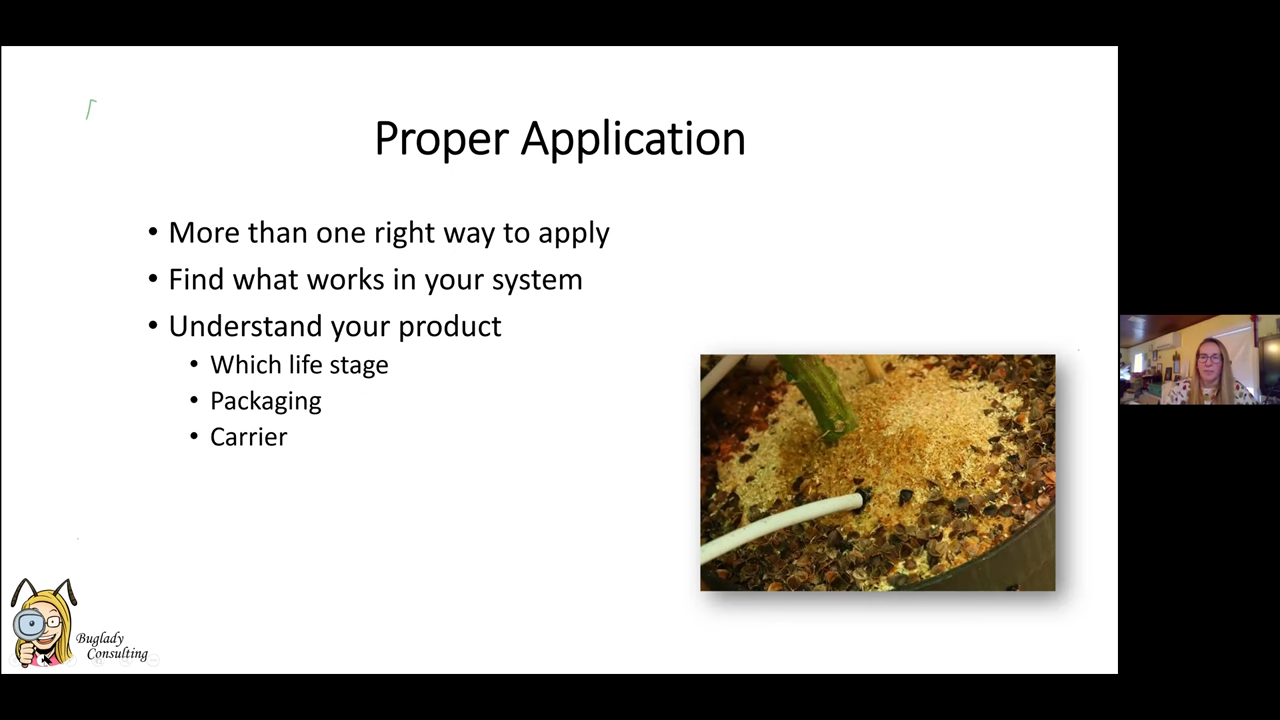 Proper Application
• More than one right way to apply
• Find what works in your system
• Understand your product
• Which life stage
• Packaging
• Carrier
Buglady
Consulting